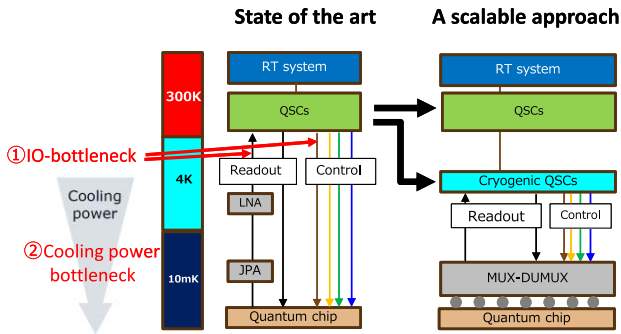 State of the art
A scalable approach
RT system
RT system
300K
QSCs
QSCs
①IO-bottleneck
4K
Readout
Control
Cryogenic QSCs
Cooling
power
LNA
Readout
Control
②Cooling power
bottleneck
10mK
JPA
MUX-DUMUX
Quantum chip
Quantum chip